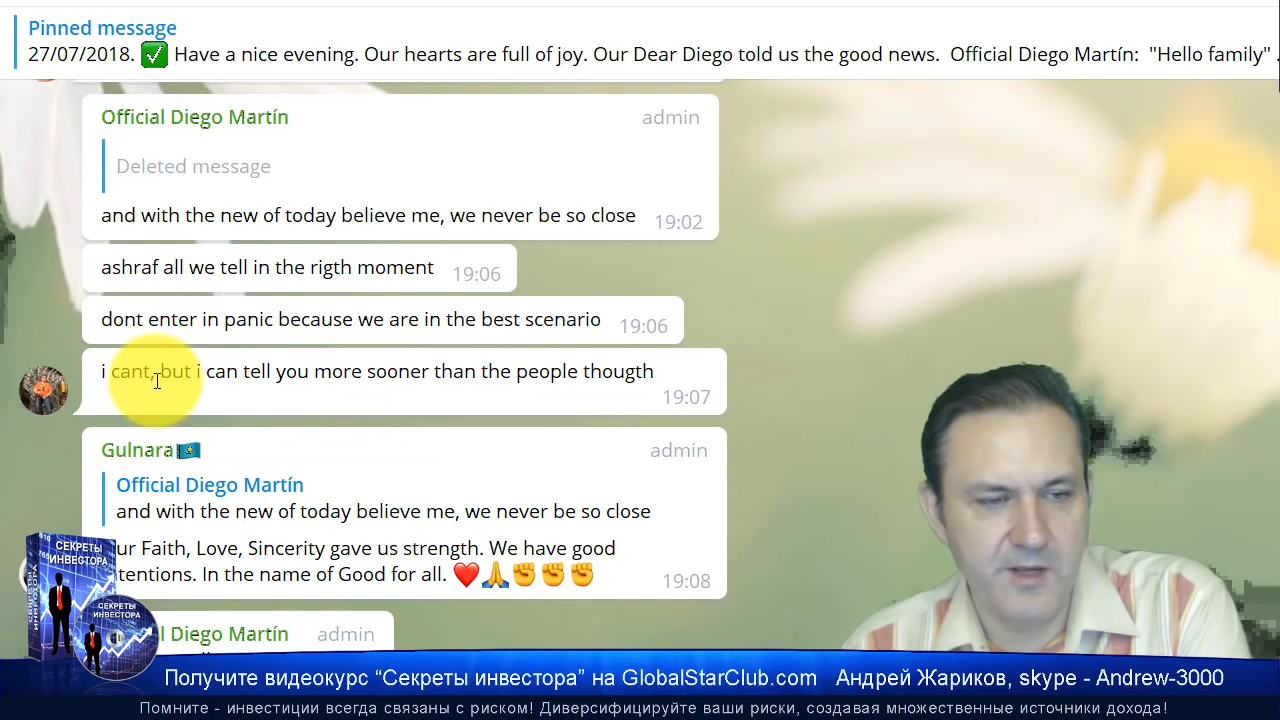 Pinned message
27/07/2018. ✅ Have a nice evening. Our hearts are full of joy. Our Dear Diego told us the good news. Official Diego Martín: "Hello family" .
Official Diego Martín admin
Deleted message
and with the new of today believe me, we never be so close 19:02
ashraf all we tell in the rigth moment 19:06
dont enter in panic because we are in the best scenario 19:06
i cant, but i can tell you more sooner than the people thougth
19:07
Gulnara🇰🇿 admin
Official Diego Martín
and with the new of today believe me, we never be so close
ur Faith, Love, Sincerity gave us strength. We have good
tentions. In the name of Good for all. ❤️🙏✊✊✊ 19:08
l Diego Martín admin
СЕКРЕТЫ
ИНВЕСТОРА
СЕКРЕТЫ ИНВЕСТОРА
СЕКРЕТЫ
ИНВЕСТОРА
Получите видеокурс “Секреты инвестора” на GlobalStarClub.com Андрей Жариков, skype - Andrew-3000
Помните - инвестиции всегда связаны с риском! Диверсифицируйте ваши риски, создавая множественные источники дохода!